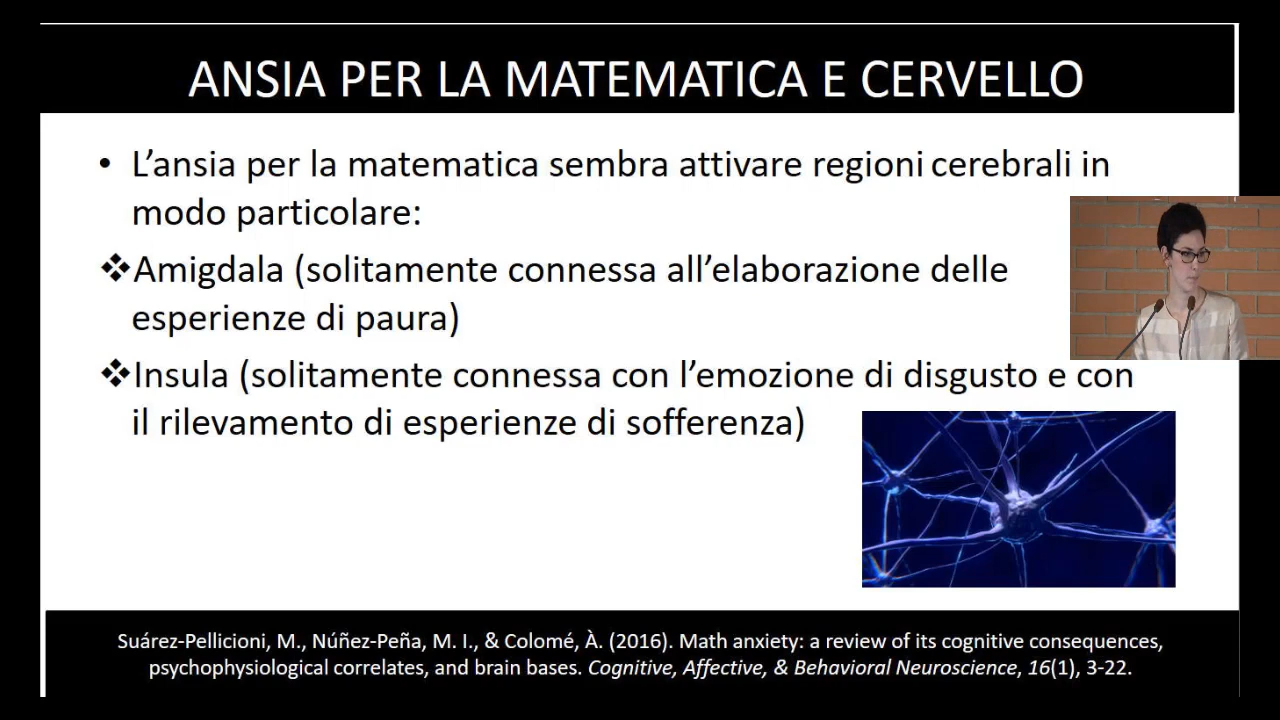 ANSIA PER LA MATEMATICA E CERVELLO
• L’ansia per la matematica sembra attivare regioni cerebrali in
modo particolare:
❖Amigdala (solitamente connessa all’elaborazione delle
esperienze di paura)
❖Insula (solitamente connessa con l’emozione di disgusto e con
il rilevamento di esperienze di sofferenza)
Suárez-Pellicioni, M., Núñez-Peña, M. I., & Colomé, À. (2016). Math anxiety: a review of its cognitive consequences,
psychophysiological correlates, and brain bases. Cognitive, Affective, & Behavioral Neuroscience, 16(1), 3-22.